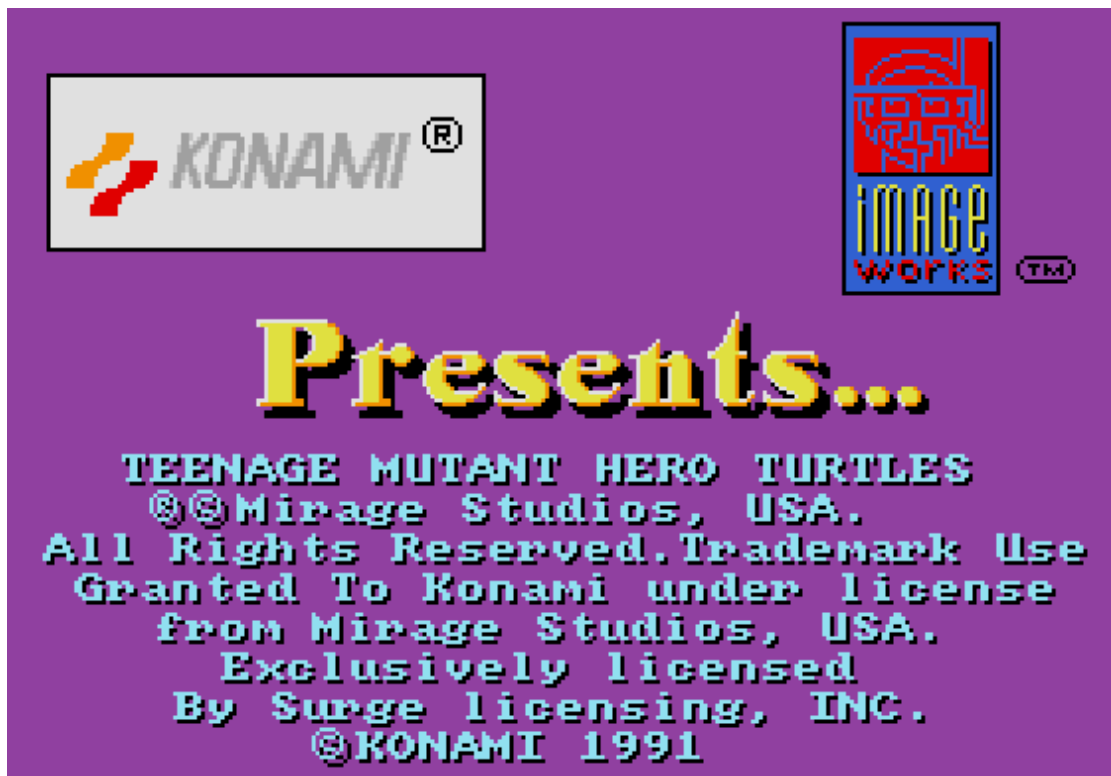 KONAMI ®
iMAGE
WORKS ™
Presents...
TEENAGE MUTANT HERO TURTLES
®©Mirage Studios, USA.
All Rights Reserved.Trademark Use
Granted To Konami under license
from Mirage Studios, USA.
Exclusively licensed
By Surge licensing, INC.
©KONAMI 1991